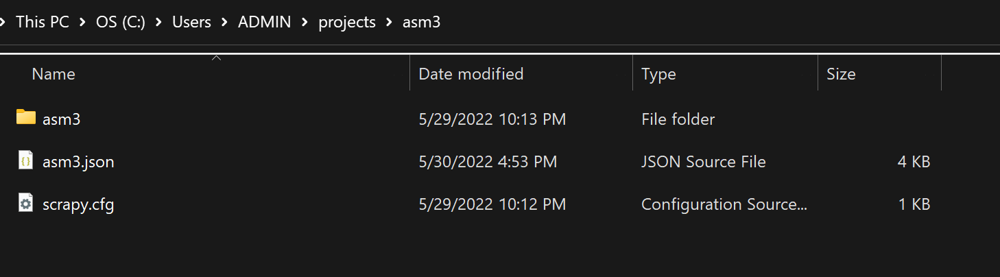 This PC > OS (C:) > Users > ADMIN > projects > asm3
Name Date modified Type Size
asm3 5/29/2022 10:13 PM File folder
asm3.json 5/30/2022 4:53 PM JSON Source File 4 KB
scrapy.cfg 5/29/2022 10:12 PM Configuration Source... 1 KB